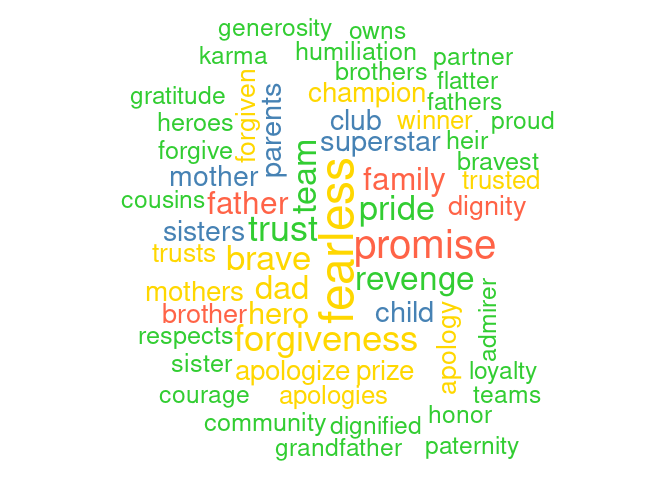 generosity owns
karma humiliation partner
brothers flatter
gratitude forgiven parents champion fathers
heroes club winner proud
forgive team superstar heir
mother family bravest trusted
cousins father fearless pride dignity
sisters trust promise
trusts brave revenge
mothers dad child admirer
brother hero apology
respects forgiveness
sister apologize prize loyalty
courage apologies teams
community dignified honor
grandfather paternity